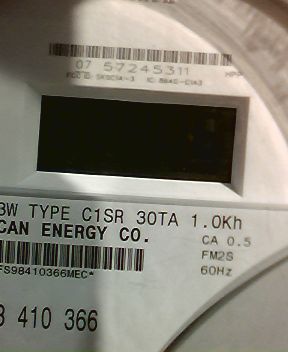 07 57245311
3W TYPE C1SR 30TA 1.0Kh
CAN ENERGY CO.
CA 0.5
FM2S
FS98410366MEC*
60Hz
3 410 366